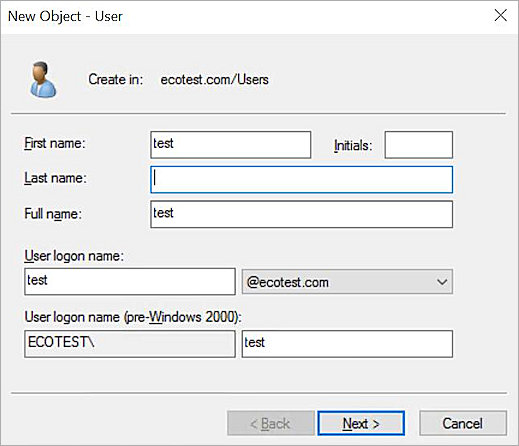 New Object - User
Create in: ecotest.com/Users
First name: test Initials:
Last name:
Full name: test
User logon name:
test @ecotest.com
User logon name (pre-Windows 2000):
ECOTEST\ test
< Back Next > Cancel